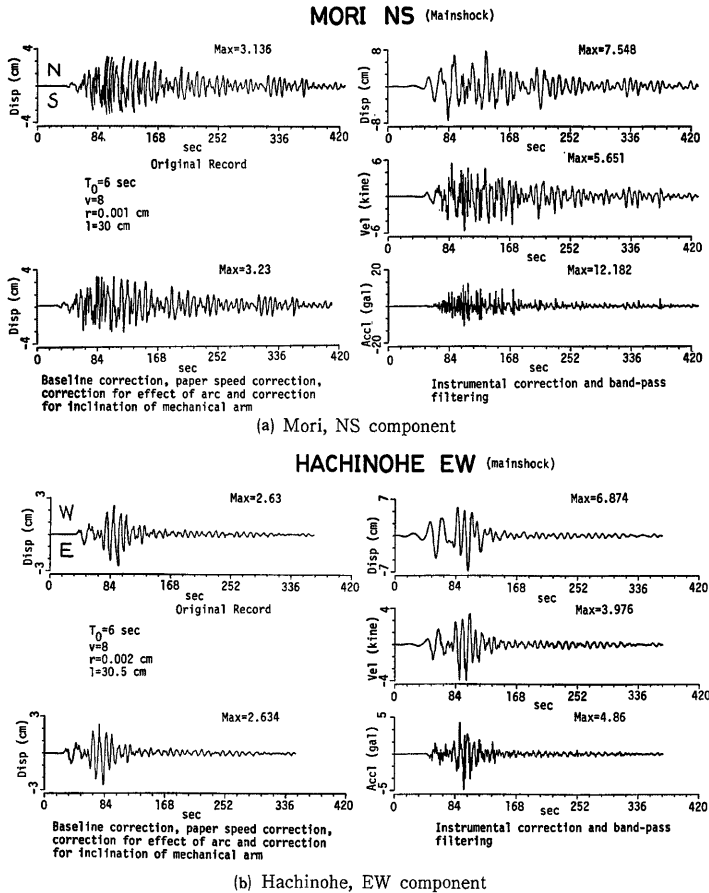 MORI NS (Mainshock)
Max=3.136
Disp (cm)
4
-4
N
S
0 84 168 252 336 420
sec
Original Record
T0=6 sec
v=8
r=0.001 cm
l=30 cm
Max=3.23
Disp (cm)
4
-4
0 84 168 252 336 420
sec
Baseline correction, paper speed correction,
correction for effect of arc and correction
for inclination of mechanical arm
Max=7.548
Disp (cm)
8
-8
0 84 168 252 336 420
sec
Max=5.651
Vel (kine)
6
-6
0 84 168 252 336 420
sec
Max=12.182
Accl (gal)
20
-20
0 84 168 252 336 420
sec
Instrumental correction and band-pass
filtering
(a) Mori, NS component
HACHINOHE EW (mainshock)
Max=2.63
Disp (cm)
3
-3
W
E
0 84 168 252 336 420
sec
Original Record
T0=6 sec
v=8
r=0.002 cm
l=30.5 cm
Max=2.634
Disp (cm)
3
-3
0 84 168 252 336 420
sec
Baseline correction, paper speed correction,
correction for effect of arc and correction
for inclination of mechanical arm
Max=6.874
Disp (cm)
7
-7
0 84 168 252 336 420
sec
Max=3.976
Vel (kine)
4
-4
0 84 168 252 336 420
sec
Max=4.86
Accl (gal)
5
-5
0 84 168 252 336 420
sec
Instrumental correction and band-pass
filtering
(b) Hachinohe, EW component